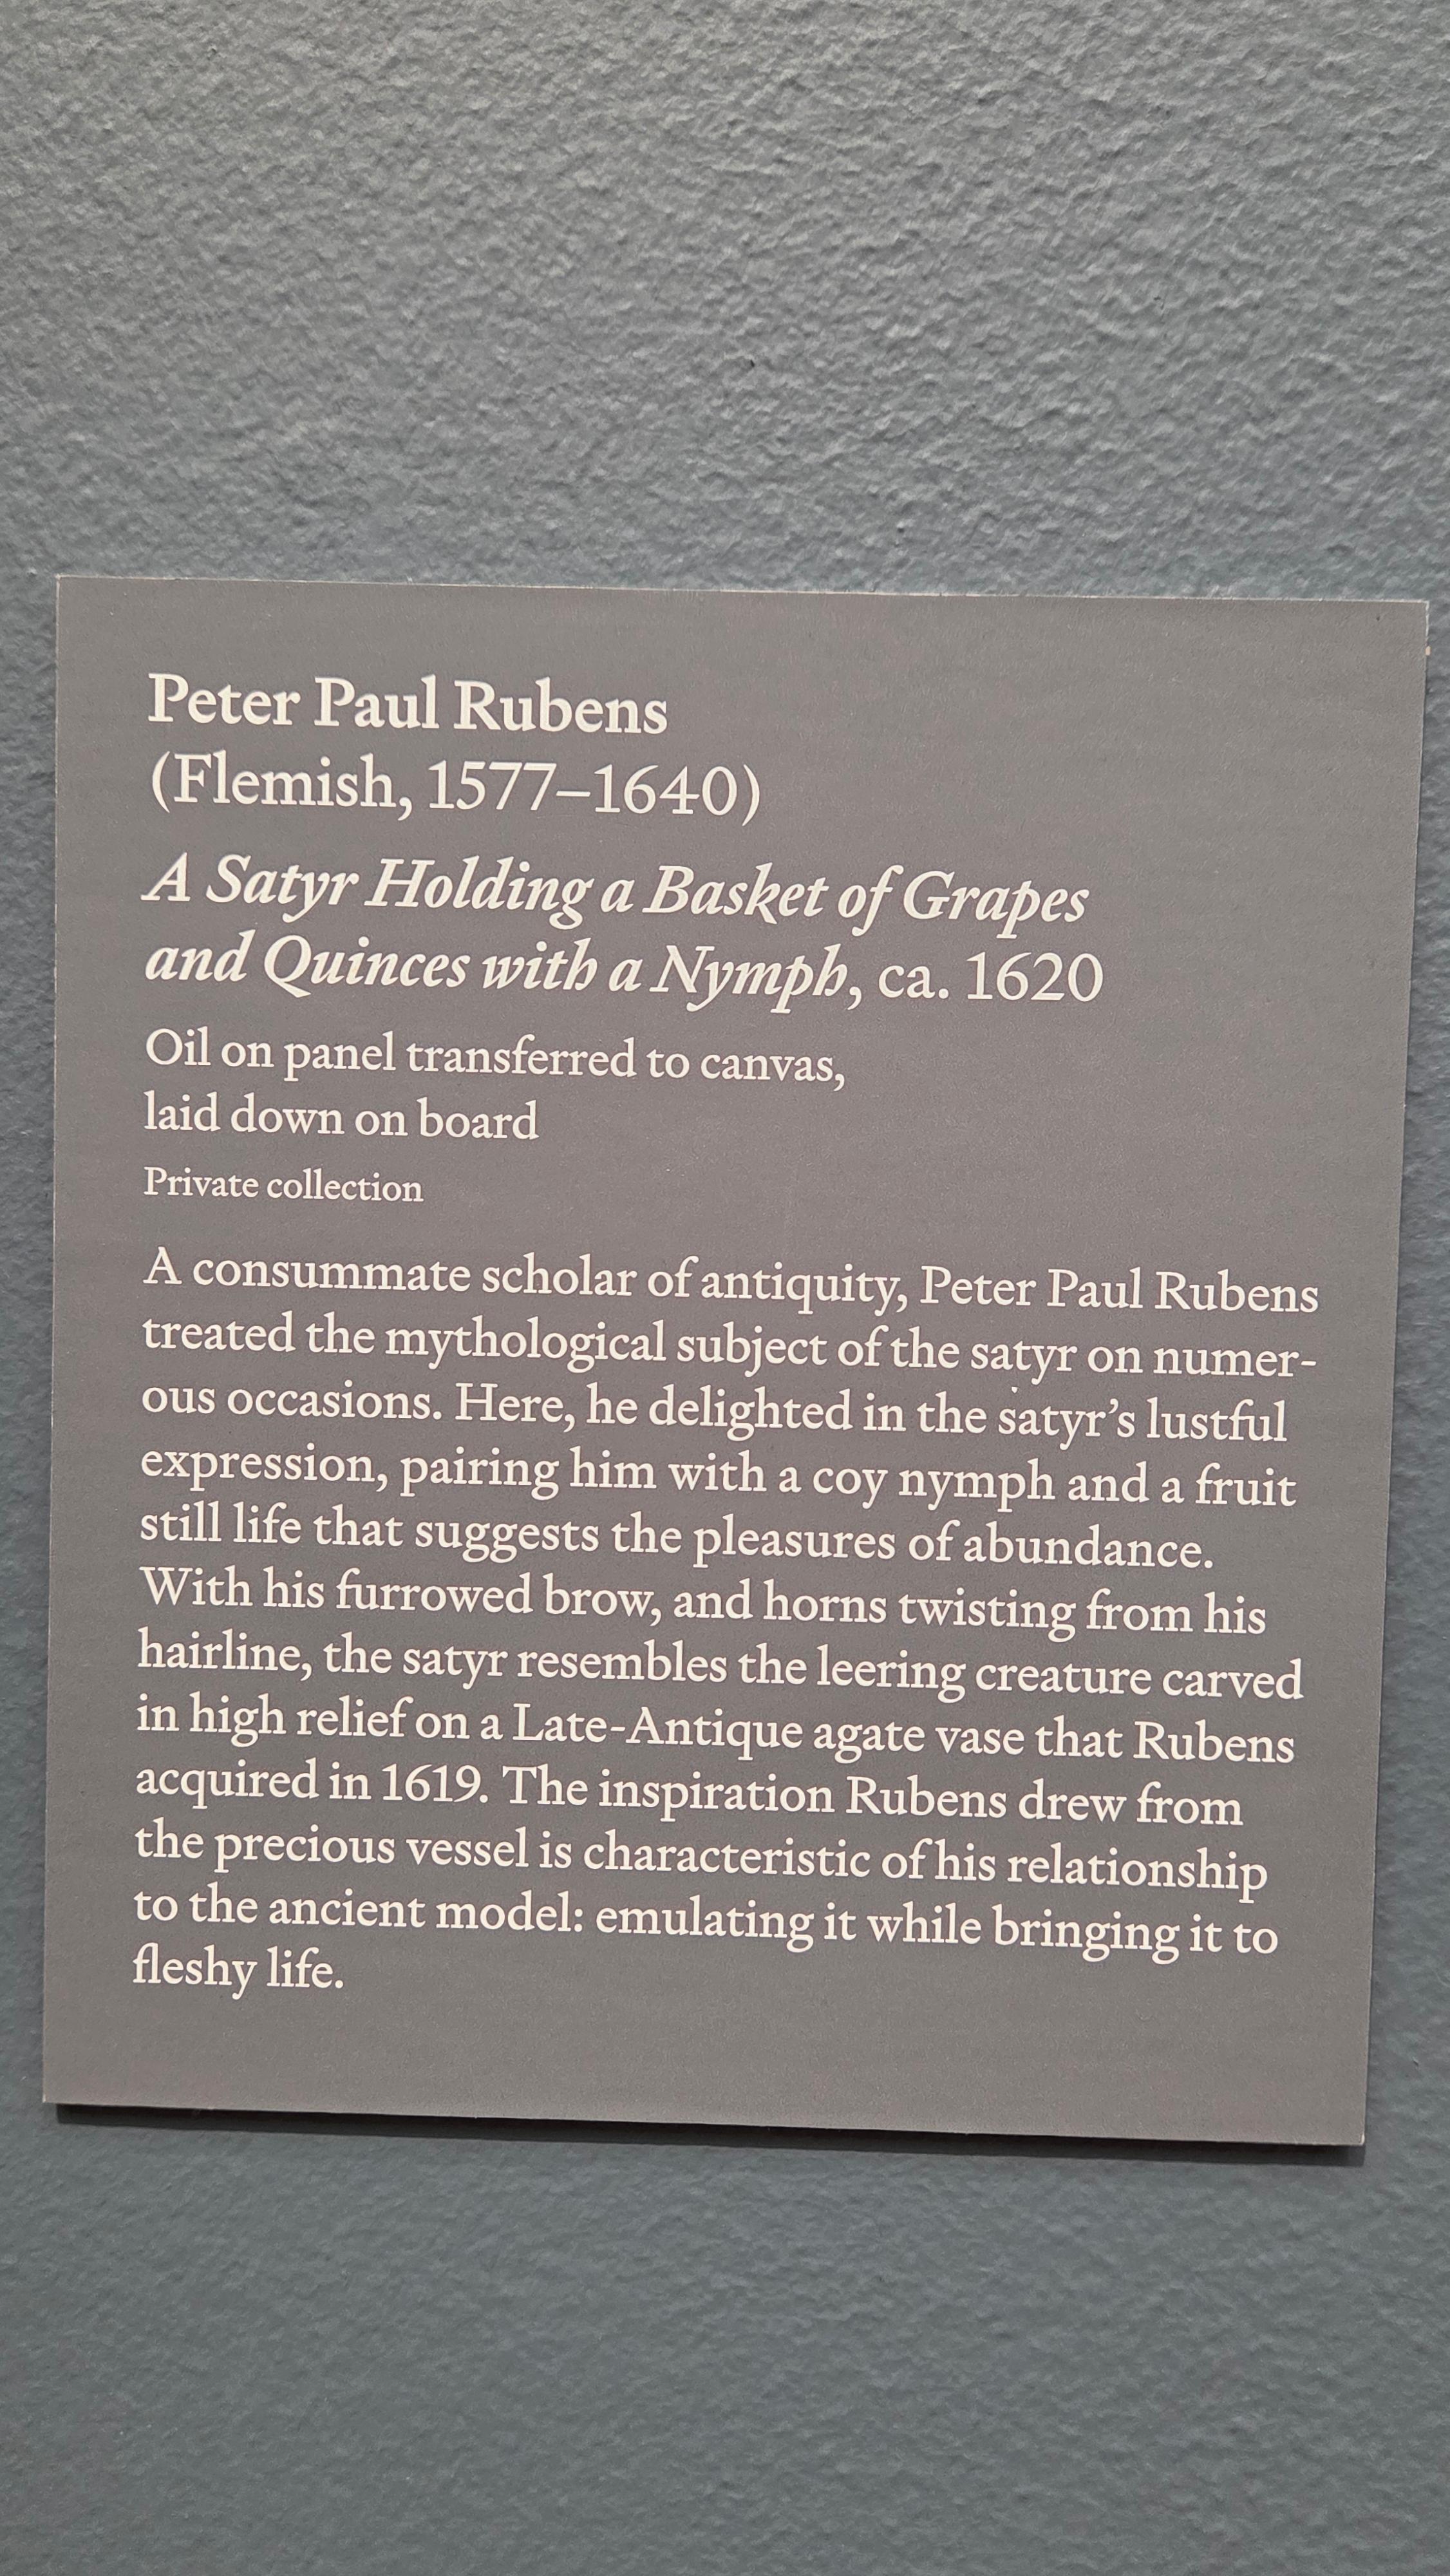 Peter Paul Rubens
(Flemish, 1577–1640)
A Satyr Holding a Basket of Grapes
and Quinces with a Nymph, ca. 1620
Oil on panel transferred to canvas,
laid down on board
Private collection
A consummate scholar of antiquity, Peter Paul Rubens
treated the mythological subject of the satyr on numer-
ous occasions. Here, he delighted in the satyr’s lustful
expression, pairing him with a coy nymph and a fruit
still life that suggests the pleasures of abundance.
With his furrowed brow, and horns twisting from his
hairline, the satyr resembles the leering creature carved
in high relief on a Late-Antique agate vase that Rubens
acquired in 1619. The inspiration Rubens drew from
the precious vessel is characteristic of his relationship
to the ancient model: emulating it while bringing it to
fleshy life.